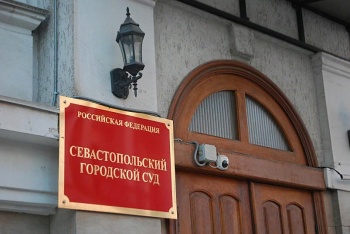 РОССИЙСКАЯ ФЕДЕРАЦИЯ
СЕВАСТОПОЛЬСКИЙ
ГОРОДСКОЙ СУД